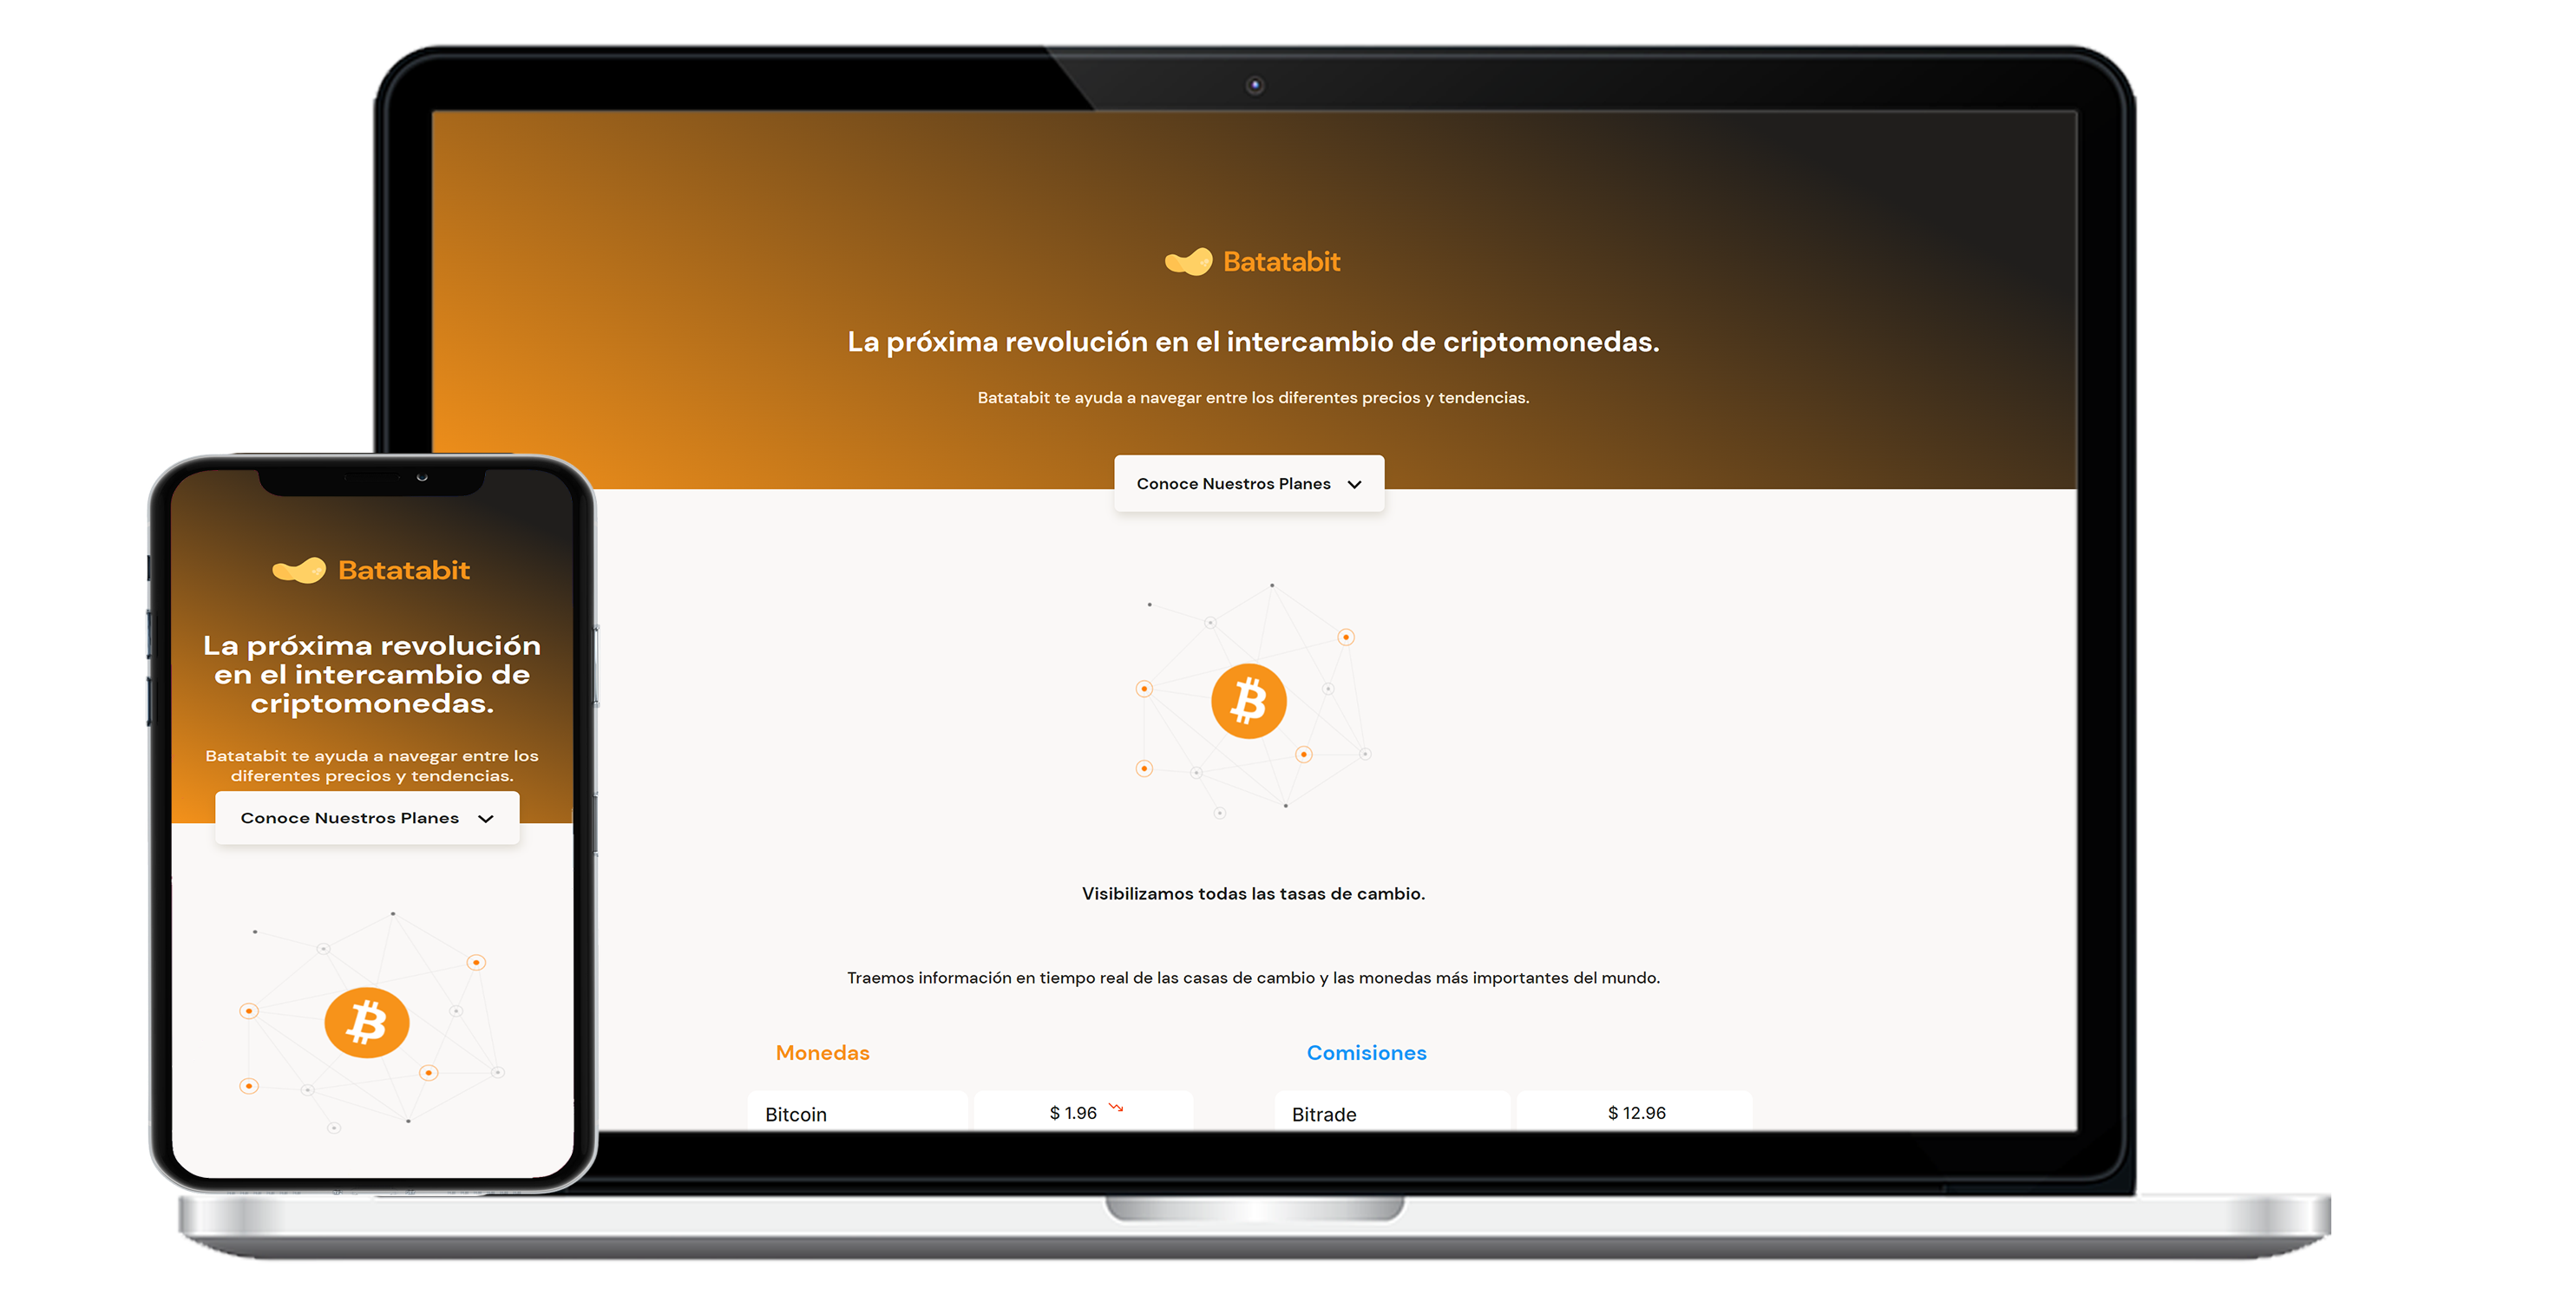 Batatabit
La próxima revolución en el intercambio de criptomonedas.
Batatabit te ayuda a navegar entre los diferentes precios y tendencias.
Conoce Nuestros Planes
Visibilizamos todas las tasas de cambio.
Traemos información en tiempo real de las casas de cambio y las monedas más importantes del mundo.
Monedas
Comisiones
Bitcoin
$ 1.96
Bitrade
$ 12.96
Batatabit
La próxima revolución
en el intercambio de
criptomonedas.
Batatabit te ayuda a navegar entre los
diferentes precios y tendencias.
Conoce Nuestros Planes